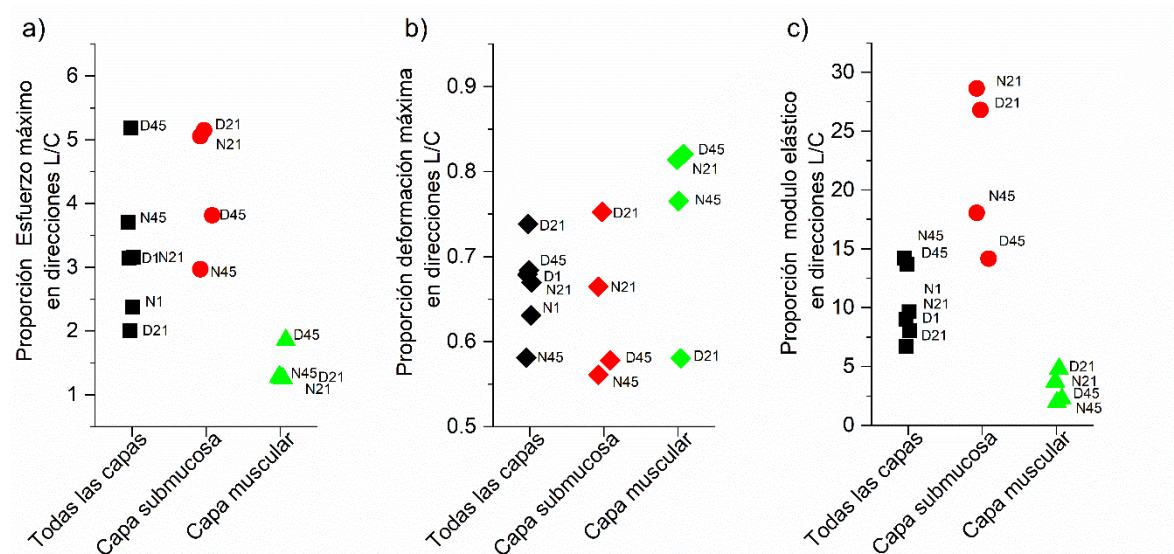 a)
Proporción Esfuerzo máximo
en direcciones L/C
6
5
4
3
2
1
D45
N45
D1N21
N1
D21
D21
N21
D45
N45
D45
N45
D21
N21
Todas las capas
Capa submucosa
Capa muscular
b)
Proporción deformación máxima
en direcciones L/C
0.9
0.8
0.7
0.6
0.5
D21
D45
D1
N21
N1
N45
D21
N21
D45
N45
D45
N21
N45
D21
Todas las capas
Capa submucosa
Capa muscular
c)
Proporción modulo elástico
en direcciones L/C
30
25
20
15
10
5
0
N45
D45
N1
N21
D1
D21
N21
D21
N45
D45
D21
N21
D45
N45
Todas las capas
Capa submucosa
Capa muscular